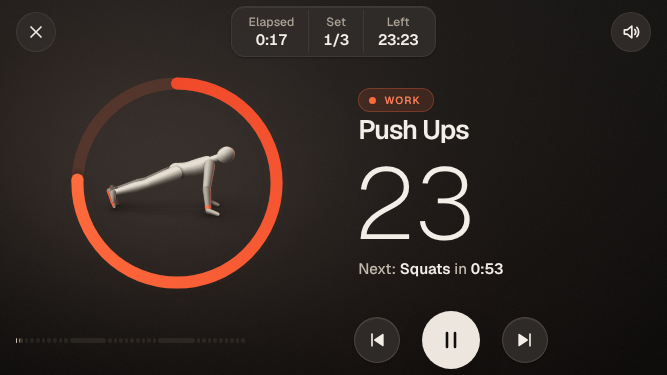 Elapsed
0:17
Set
1/3
Left
23:23
WORK
Push Ups
23
Next: Squats in 0:53